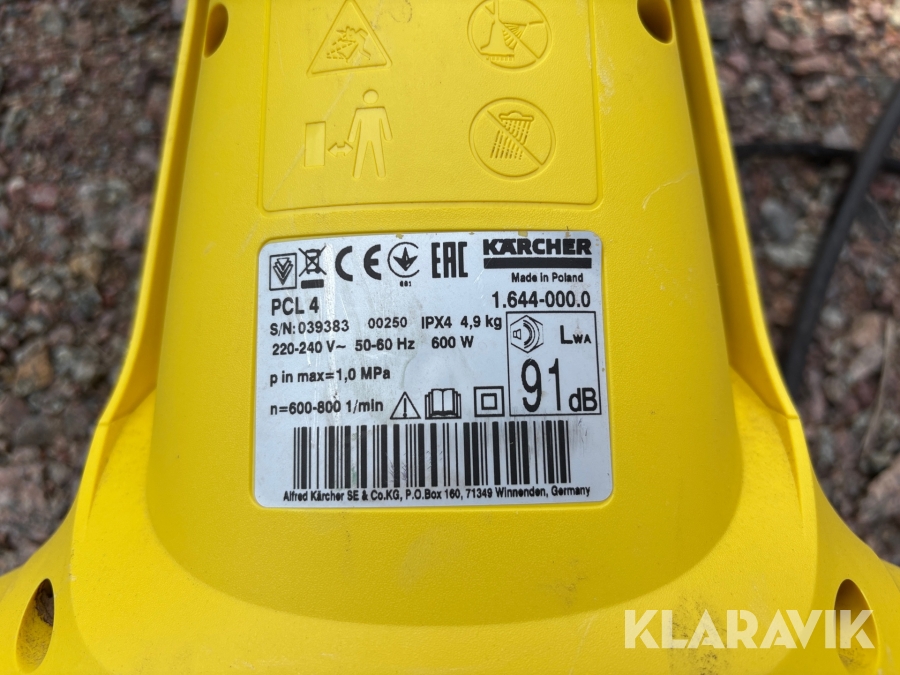 CE
001
EAC
KÄRCHER
Made in Poland
PCL 4
1.644-000.0
S/N: 039383 00250 IPX4 4,9 kg
220-240 V~ 50-60 Hz 600 W
p in max=1,0 MPa
n=600-800 1/min
LWA
91 dB
Alfred Kärcher SE & Co.KG, P.O.Box 160, 71349 Winnenden, Germany
KLARAVIK